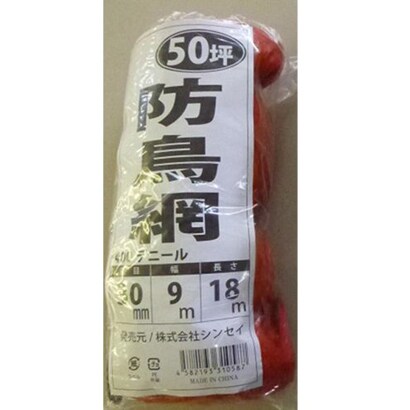 50坪
防鳥網
400デニール
目 幅 長さ
30mm 9m 18m
発売元/株式会社シンセイ
4582193310587
MADE IN CHINA